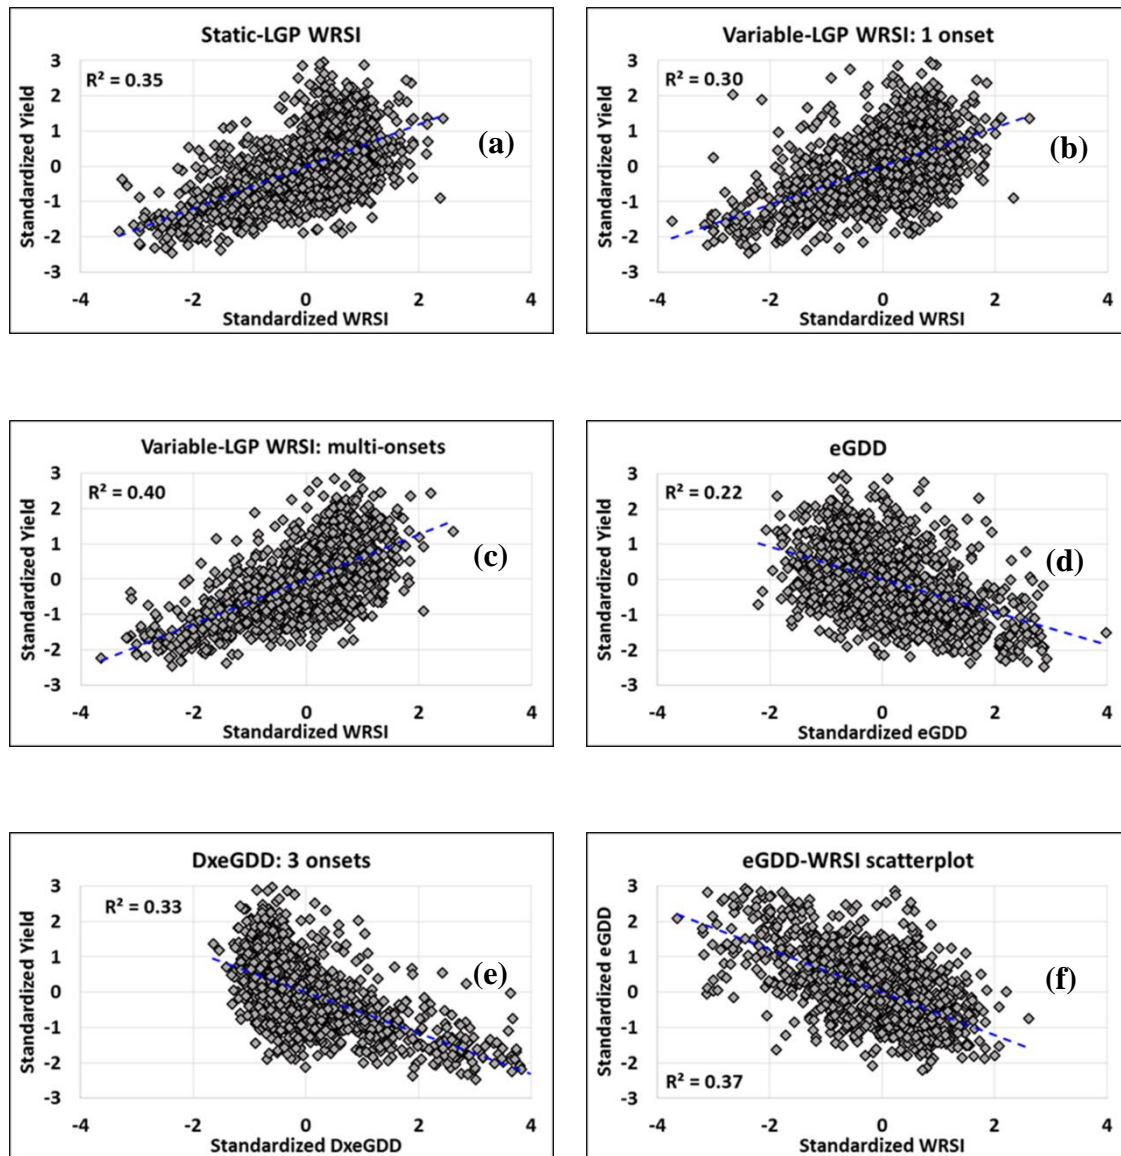 Static-LGP WRSI
R² = 0.35
Standardized Yield
3
2
1
0
-1
-2
-3
-4
-2
0
2
4
Standardized WRSI
(a)
Variable-LGP WRSI: 1 onset
R² = 0.30
Standardized Yield
3
2
1
0
-1
-2
-3
-4
-2
0
2
4
Standardized WRSI
(b)
Variable-LGP WRSI: multi-onsets
R² = 0.40
Standardized Yield
3
2
1
0
-1
-2
-3
-4
-2
0
2
4
Standardized WRSI
(c)
eGDD
R² = 0.22
Standardized Yield
3
2
1
0
-1
-2
-3
-4
-2
0
2
4
Standardized eGDD
(d)
DxeGDD: 3 onsets
R² = 0.33
Standardized Yield
3
2
1
0
-1
-2
-3
-4
-2
0
2
4
Standardized DxeGDD
(e)
eGDD-WRSI scatterplot
R² = 0.37
Standardized eGDD
3
2
1
0
-1
-2
-3
-4
-2
0
2
4
Standardized WRSI
(f)